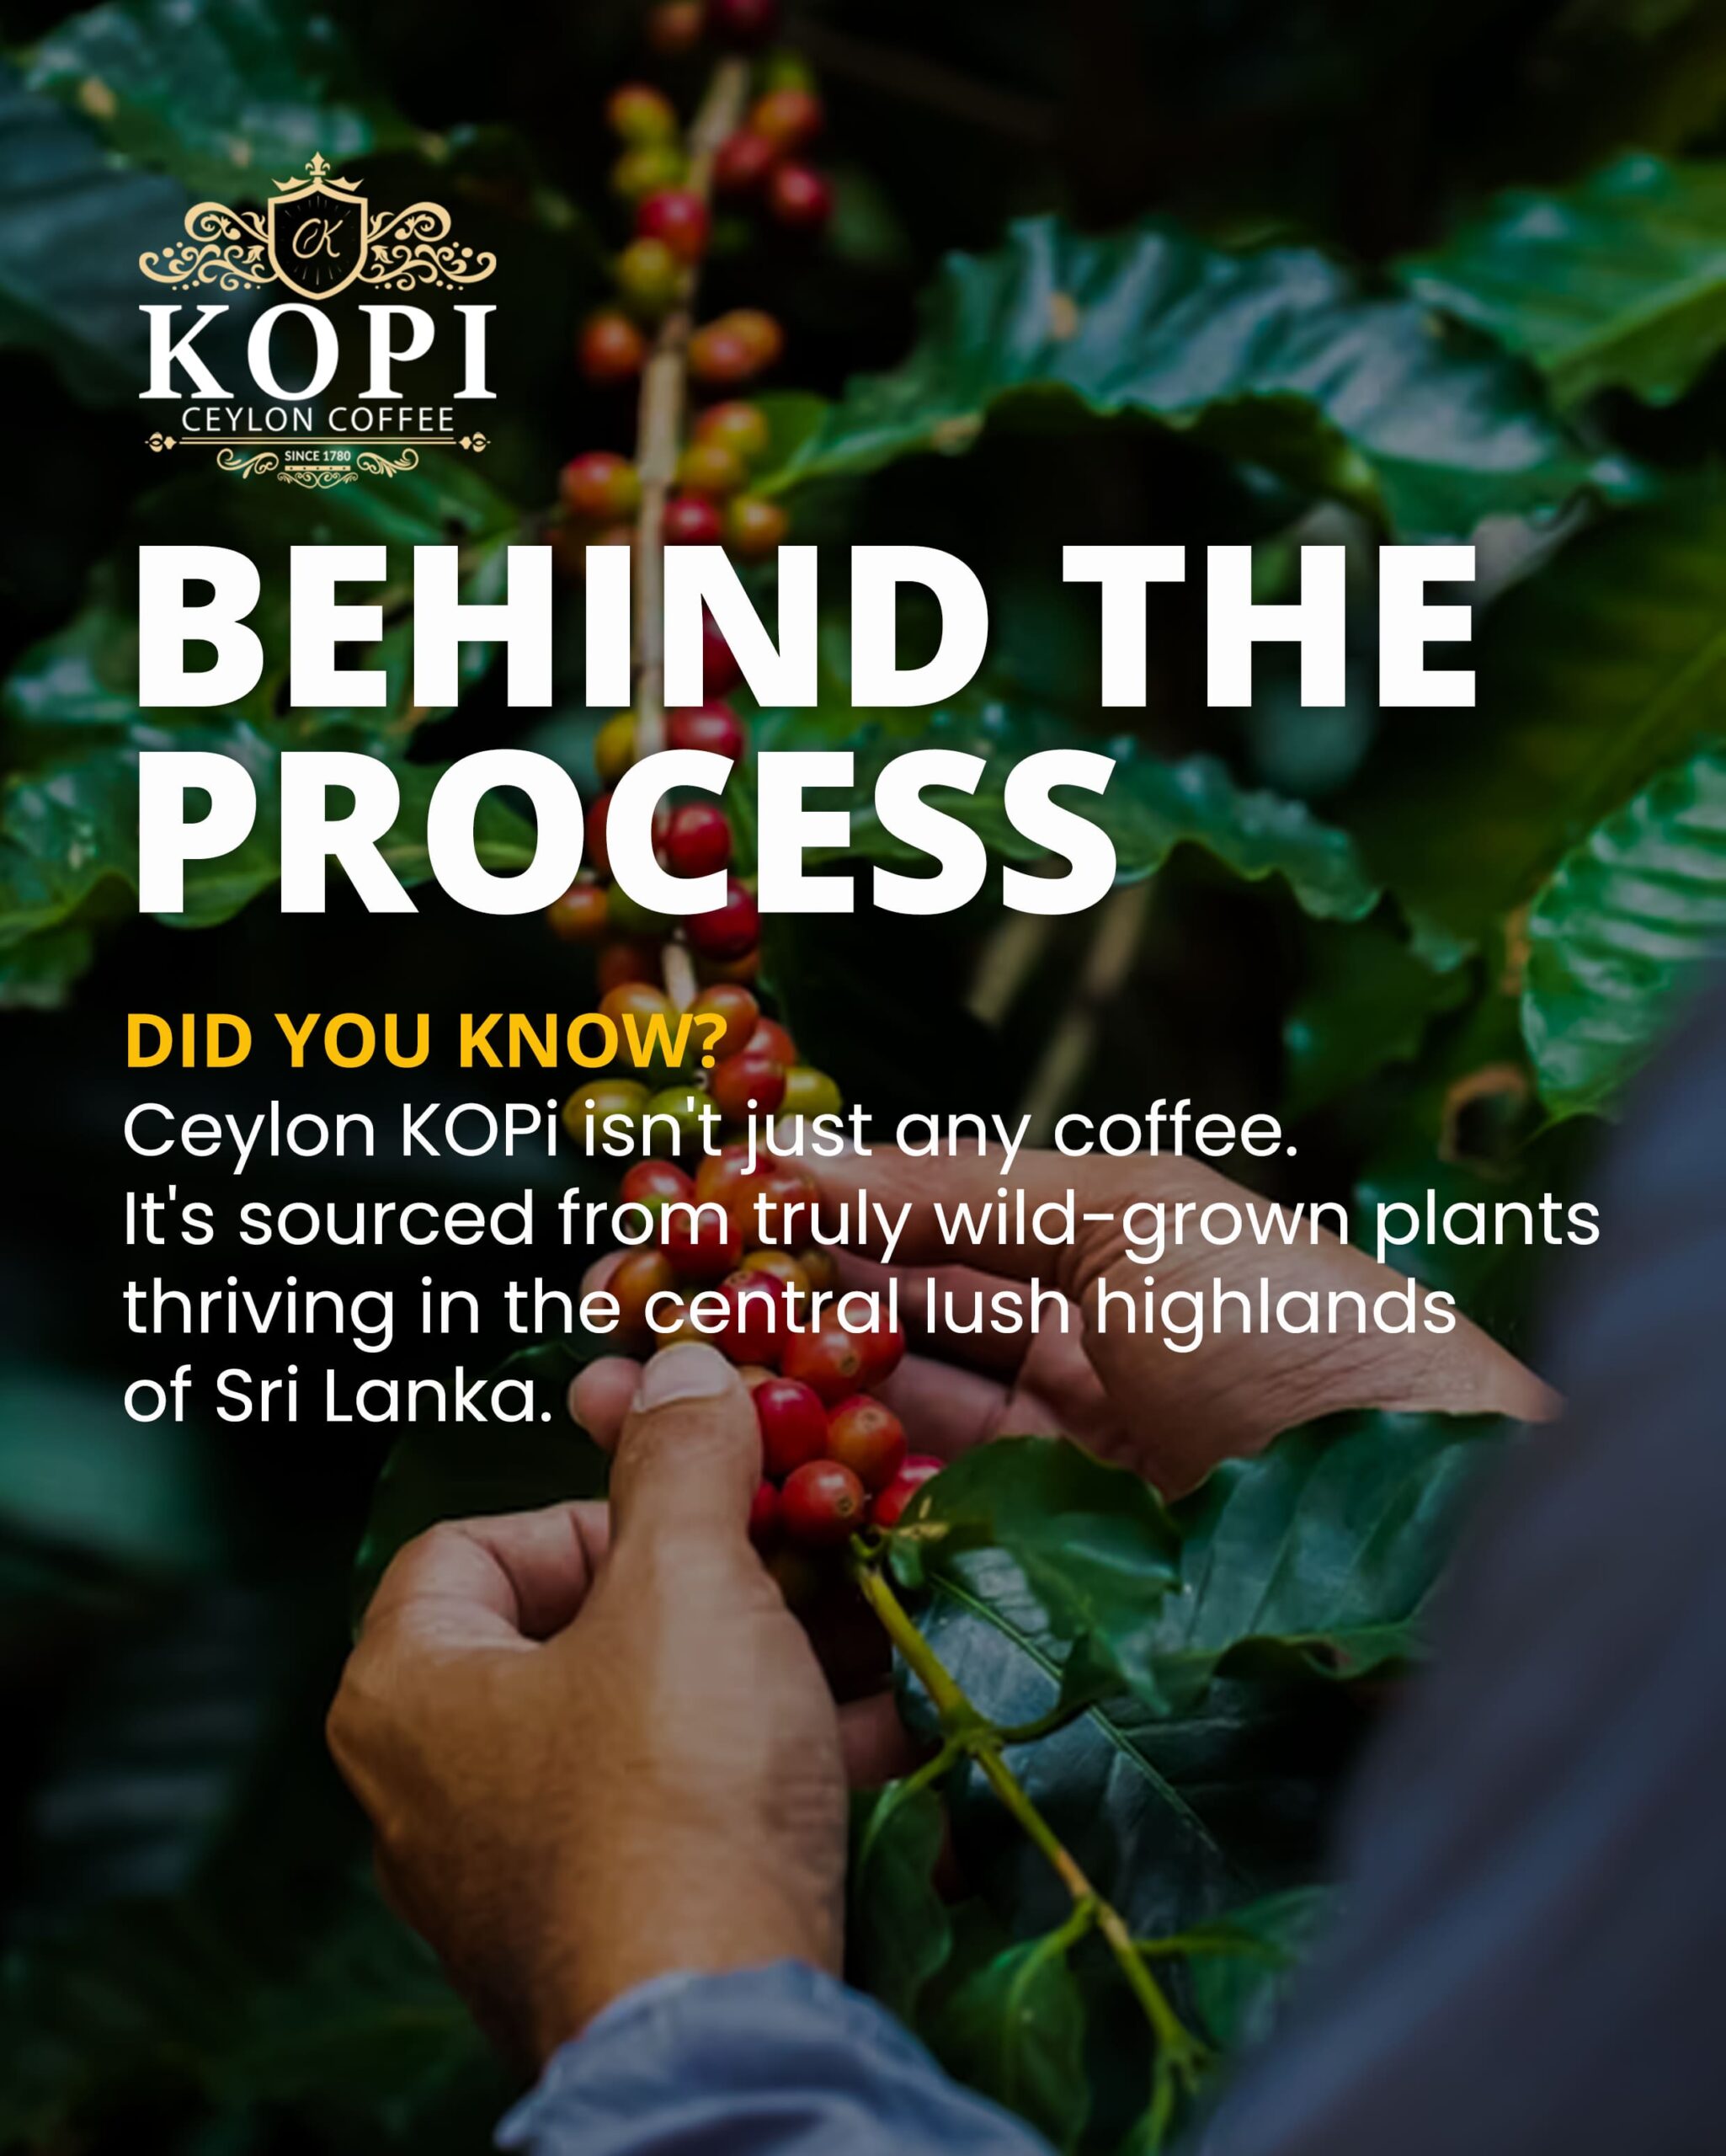 CK
KOPI
CEYLON COFFEE
SINCE 1780
BEHIND THE
PROCESS
DID YOU KNOW?
Ceylon KOPi isn't just any coffee.
It's sourced from truly wild-grown plants
thriving in the central lush highlands
of Sri Lanka.